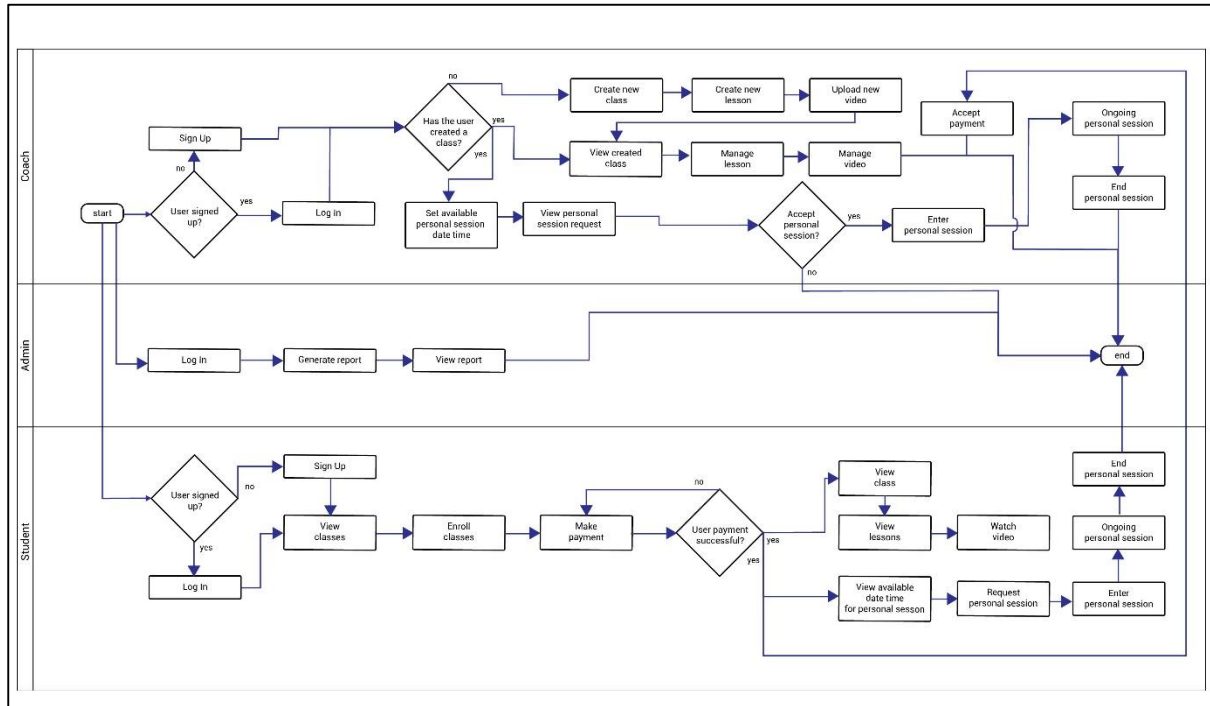 Coach
start
User signed
up?
no
yes
Sign Up
Log in
Has the user
created a
class?
no
yes
yes
Create new
class
Create new
lesson
Upload new
video
View created
class
Manage
lesson
Manage
video
Accept
payment
Set available
personal session
date time
View personal
session request
Accept
personal
session?
yes
no
Enter
personal session
Ongoing
personal session
End
personal session
Admin
Log In
Generate report
View report
end
Student
User signed
up?
no
yes
Sign Up
Log In
View
classes
Enroll
classes
Make
payment
no
User payment
successful?
yes
yes
View
class
View
lessons
Watch
video
View available
date time
for personal sesson
Request
personal session
Enter
personal session
Ongoing
personal session
End
personal session